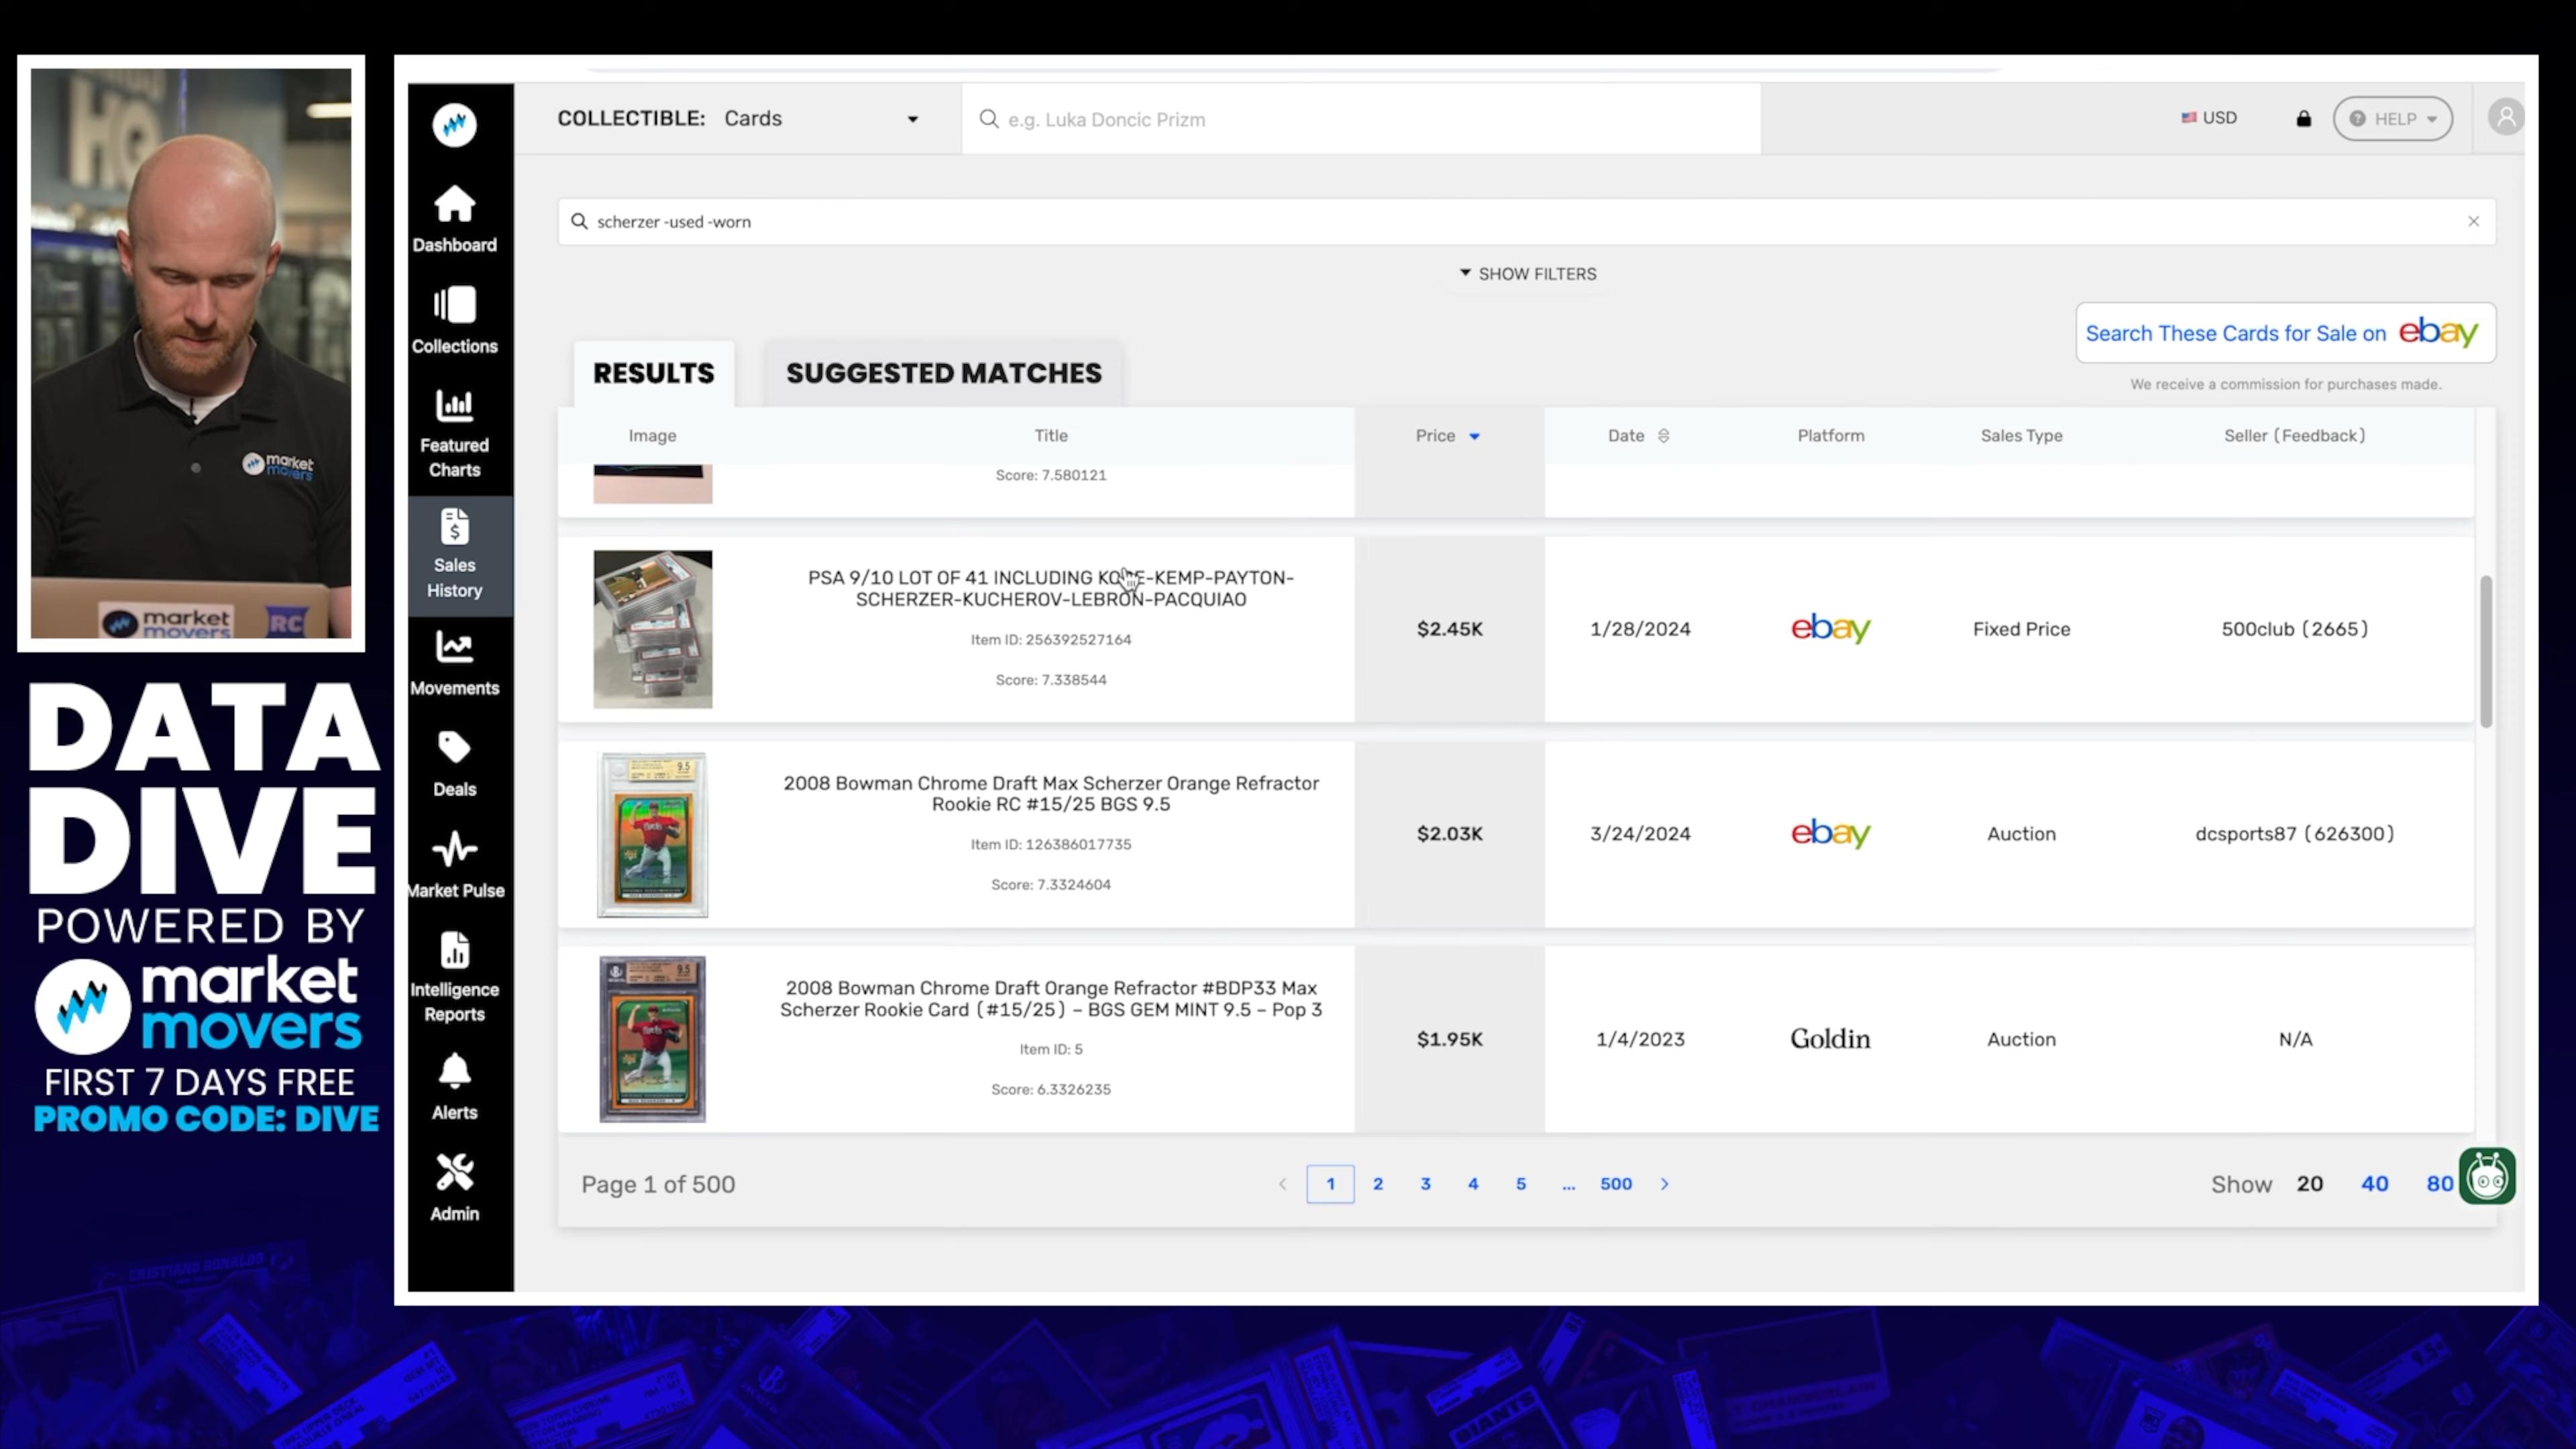 HQ
market
movers
market
movers
RC
DATA
DIVE
POWERED BY
market
movers
FIRST 7 DAYS FREE
PROMO CODE: DIVE
Dashboard
Collections
Featured
Charts
Sales
History
Movements
Deals
Market Pulse
Intelligence
Reports
Alerts
Admin
COLLECTIBLE: Cards
e.g. Luka Doncic Prizm
USD
HELP
scherzer -used -worn
SHOW FILTERS
Search These Cards for Sale on ebay
We receive a commission for purchases made.
RESULTS SUGGESTED MATCHES
Image Title Price Date Platform Sales Type Seller (Feedback)
Score: 7.580121
PSA 9/10 LOT OF 41 INCLUDING KOBE-KEMP-PAYTON-
SCHERZER-KUCHEROV-LEBRON-PACQUIAO
Item ID: 256392527164
Score: 7.338544
$2.45K 1/28/2024 ebay Fixed Price 500club (2665)
2008 Bowman Chrome Draft Max Scherzer Orange Refractor
Rookie RC #15/25 BGS 9.5
Item ID: 126386017735
Score: 7.3324604
$2.03K 3/24/2024 ebay Auction dcsports87 (626300)
2008 Bowman Chrome Draft Orange Refractor #BDP33 Max
Scherzer Rookie Card (#15/25) – BGS GEM MINT 9.5 – Pop 3
Item ID: 5
Score: 6.3326235
$1.95K 1/4/2023 Goldin Auction N/A
Page 1 of 500
1 2 3 4 5 ... 500
Show 20 40 80
CRISTIANO RONALDO
GIANTS